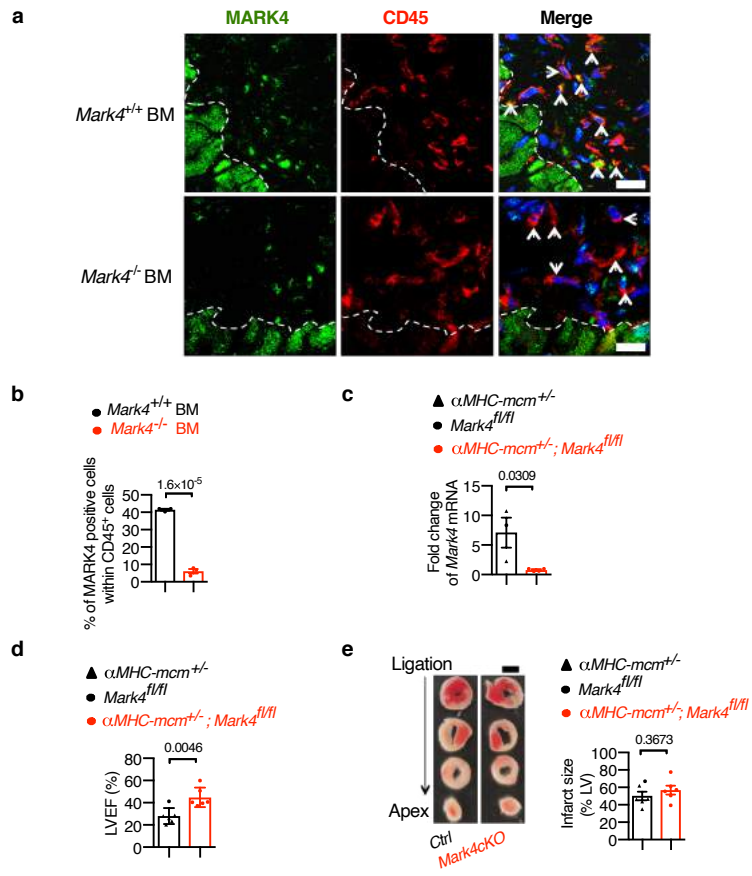 a
MARK4 CD45 Merge
Mark4+/+ BM
Mark4-/- BM
b
Mark4+/+ BM
Mark4-/- BM
% of MARK4 positive cells
within CD45+ cells
50
40
30
20
10
0
1.6×10-5
c
αMHC-mcm+/-
Mark4fl/fl
αMHC-mcm+/-; Mark4fl/fl
Fold change
of Mark4 mRNA
15
10
5
0
0.0309
d
αMHC-mcm+/-
Mark4fl/fl
αMHC-mcm+/-; Mark4fl/fl
LVEF (%)
80
60
40
20
0
0.0046
e
Ligation
Apex
Ctrl
Mark4cKO
αMHC-mcm+/-
Mark4fl/fl
αMHC-mcm+/-; Mark4fl/fl
Infarct size
(% LV)
100
80
60
40
20
0
0.3673